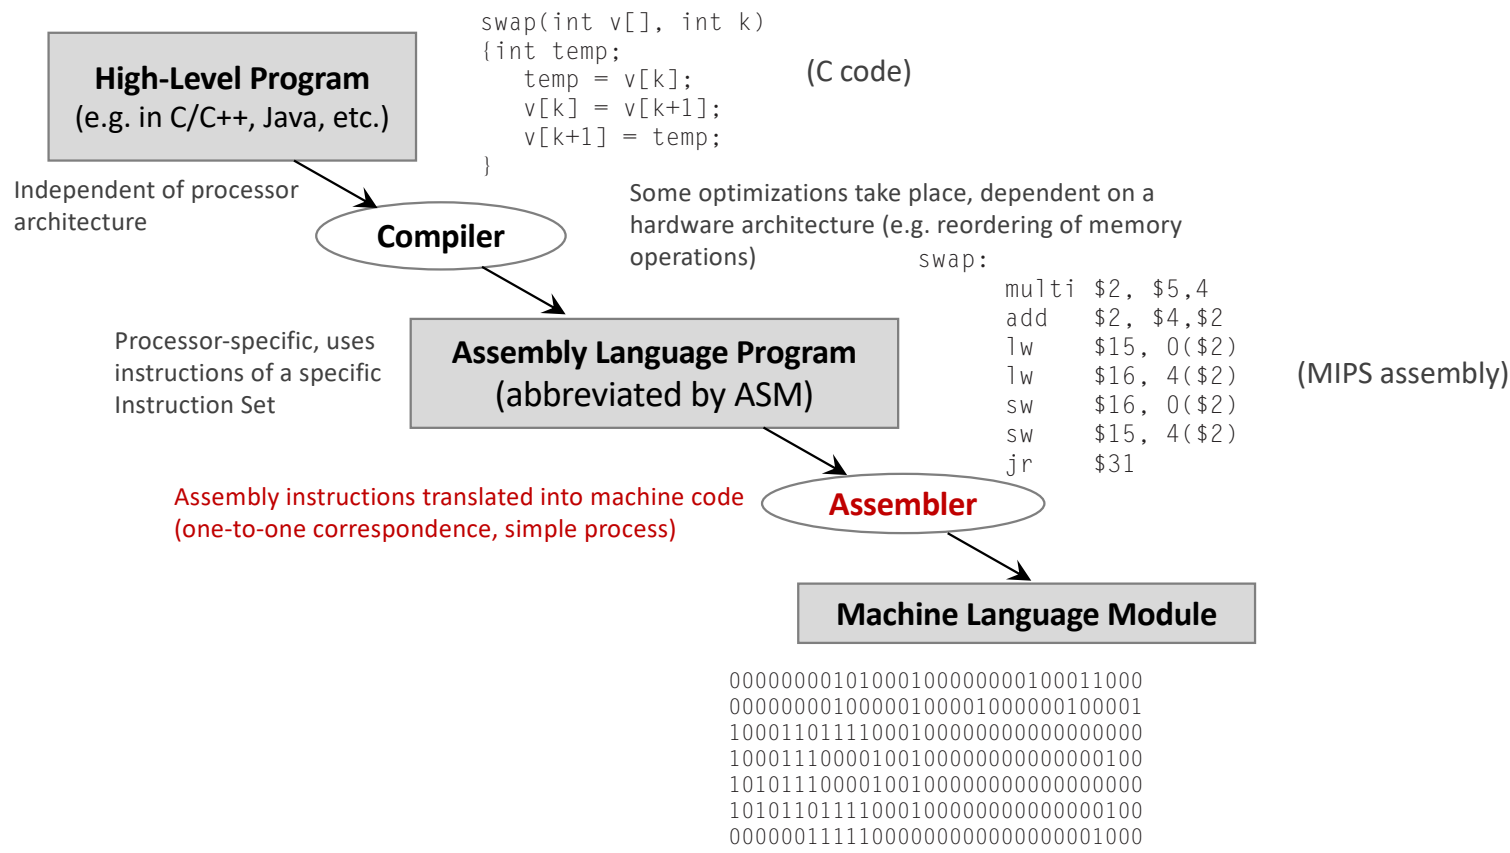 swap(int v[], int k)
{int temp;
temp = v[k];
v[k] = v[k+1];
v[k+1] = temp;
}
(C code)
High-Level Program
(e.g. in C/C++, Java, etc.)
Independent of processor
architecture
Compiler
Some optimizations take place, dependent on a
hardware architecture (e.g. reordering of memory
operations)
swap:
multi $2, $5,4
add $2, $4,$2
lw $15, 0($2)
lw $16, 4($2)
sw $16, 0($2)
sw $15, 4($2)
jr $31
(MIPS assembly)
Processor-specific, uses
instructions of a specific
Instruction Set
Assembly Language Program
(abbreviated by ASM)
Assembly instructions translated into machine code
(one-to-one correspondence, simple process)
Assembler
Machine Language Module
00000000101000100000000100011000
00000000100000100001000000100001
10001101111000100000000000000000
10001110000100100000000000000100
10101110000100100000000000000000
10101101111000100000000000000100
00000011111000000000000000001000